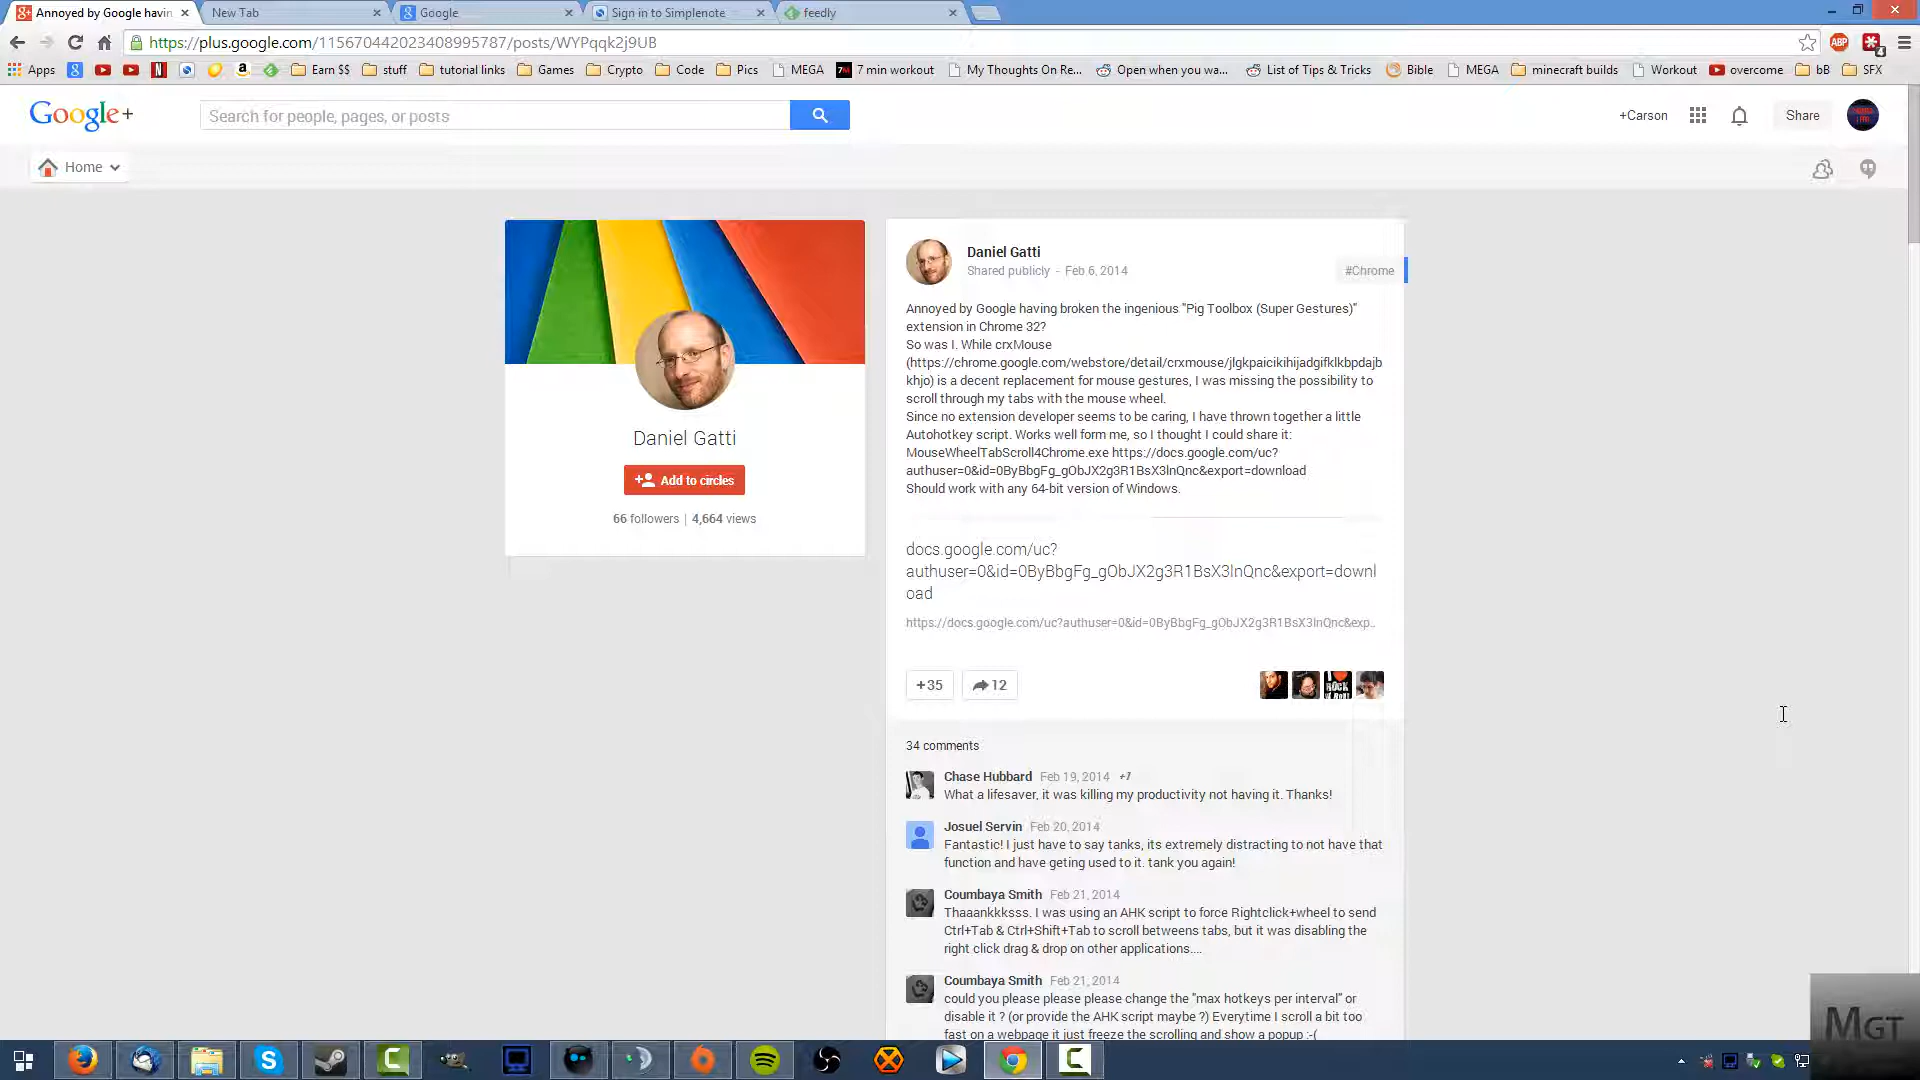 Annoyed by Google havin
New Tab
Google
Sign in to Simplenote
feedly
https://plus.google.com/115670442023408995787/posts/WYPqqk2j9UB
ABP
4
Apps
Earn $$
stuff
tutorial links
Games
Crypto
Code
Pics
MEGA
7 min workout
My Thoughts On Re...
Open when you wa...
List of Tips & Tricks
Bible
MEGA
minecraft builds
Workout
overcome
bB
SFX
Google+
Search for people, pages, or posts
+Carson
Share
Home
Daniel Gatti
Shared publicly - Feb 6, 2014
#Chrome
Annoyed by Google having broken the ingenious "Pig Toolbox (Super Gestures)"
extension in Chrome 32?
So was I. While crxMouse
(https://chrome.google.com/webstore/detail/crxmouse/jlgkpaicikihijadgifklkbpdajb
khjo) is a decent replacement for mouse gestures, I was missing the possibility to
scroll through my tabs with the mouse wheel.
Since no extension developer seems to be caring, I have thrown together a little
Autohotkey script. Works well form me, so I thought I could share it:
MouseWheelTabScroll4Chrome.exe https://docs.google.com/uc?
authuser=0&id=0ByBbgFg_gObJX2g3R1BsX3lnQnc&export=download
Should work with any 64-bit version of Windows.
Daniel Gatti
Add to circles
66 followers | 4,664 views
docs.google.com/uc?
authuser=0&id=0ByBbgFg_gObJX2g3R1BsX3lnQnc&export=downl
oad
https://docs.google.com/uc?authuser=0&id=0ByBbgFg_gObJX2g3R1BsX3lnQnc&exp..
+35
12
34 comments
Chase Hubbard Feb 19, 2014 +1
What a lifesaver, it was killing my productivity not having it. Thanks!
Josuel Servin Feb 20, 2014
Fantastic! I just have to say tanks, its extremely distracting to not have that
function and have geting used to it. tank you again!
Coumbaya Smith Feb 21, 2014
Thaaankkksss. I was using an AHK script to force Rightclick+wheel to send
Ctrl+Tab & Ctrl+Shift+Tab to scroll betweens tabs, but it was disabling the
right click drag & drop on other applications....
Coumbaya Smith Feb 21, 2014
could you please please please change the "max hotkeys per interval" or
disable it ? (or provide the AHK script maybe ?) Everytime I scroll a bit too
fast on a webpage it just freeze the scrolling and show a popup :-(
MGT